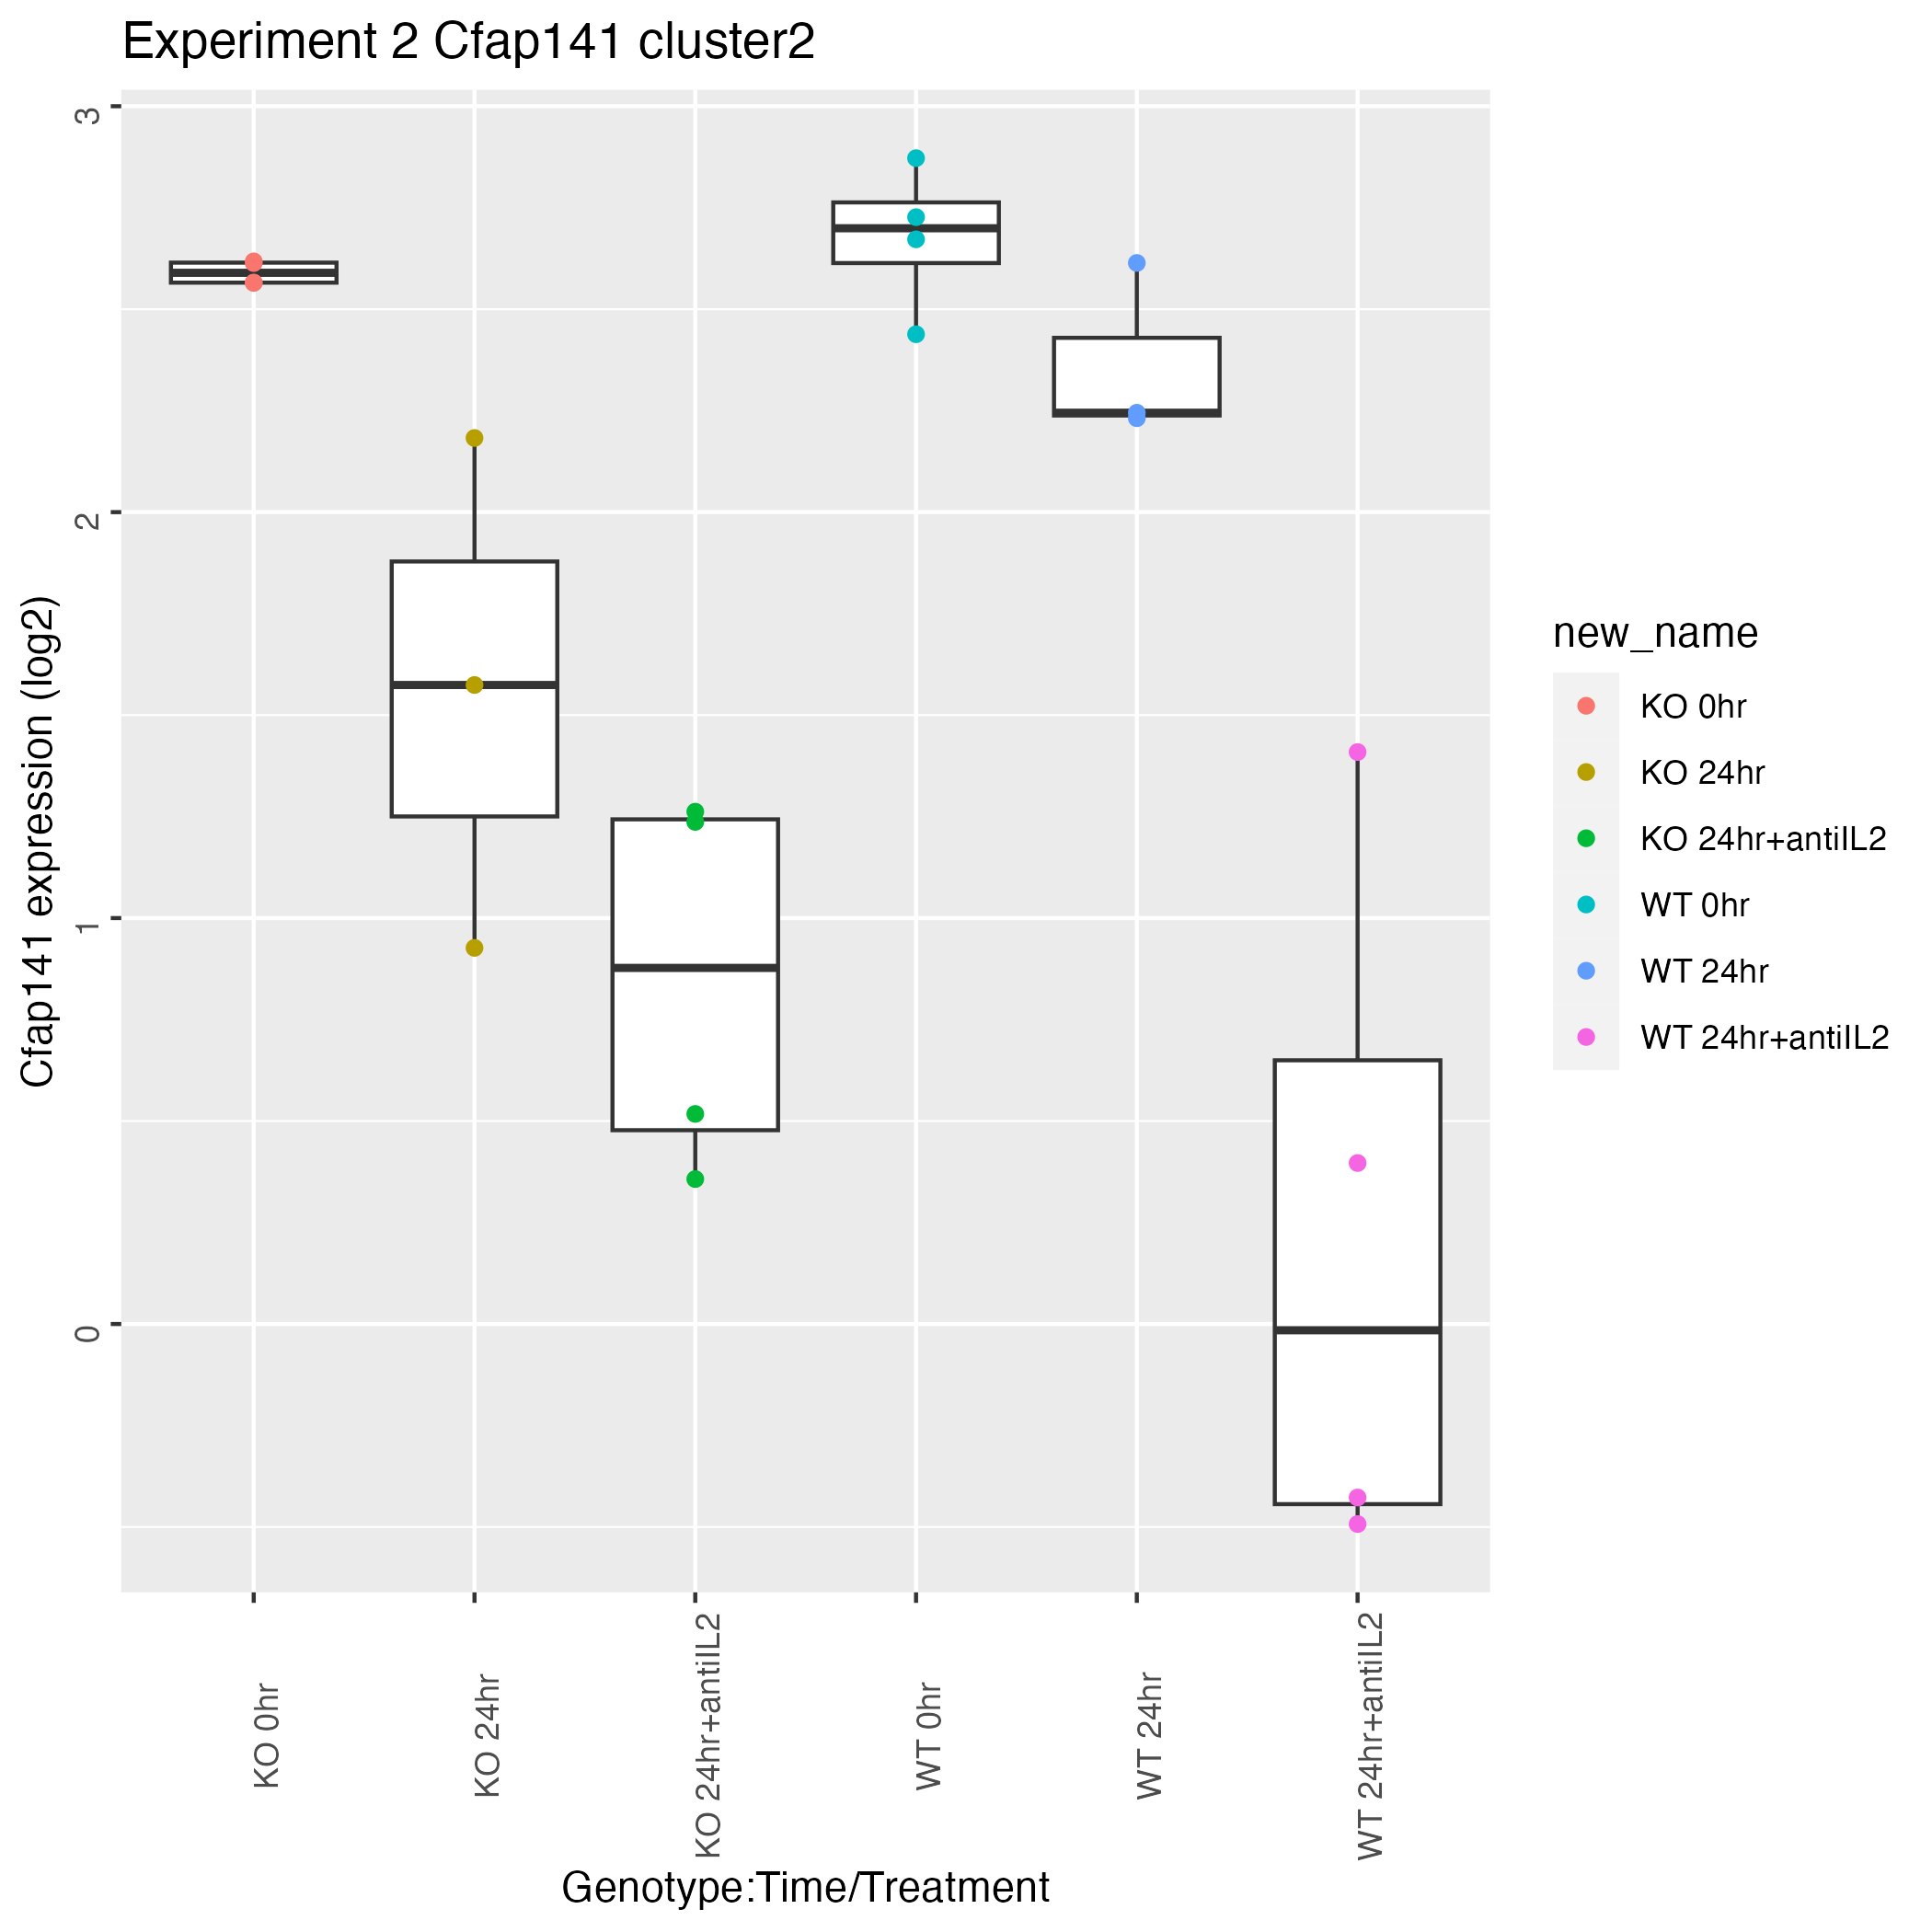 Experiment 2 Cfap141 cluster2
Cfap141 expression (log2)
3
2
1
0
KO 0hr
KO 24hr
KO 24hr+antiIL2
WT 0hr
WT 24hr
WT 24hr+antiIL2
Genotype:Time/Treatment
new_name
KO 0hr
KO 24hr
KO 24hr+antiIL2
WT 0hr
WT 24hr
WT 24hr+antiIL2